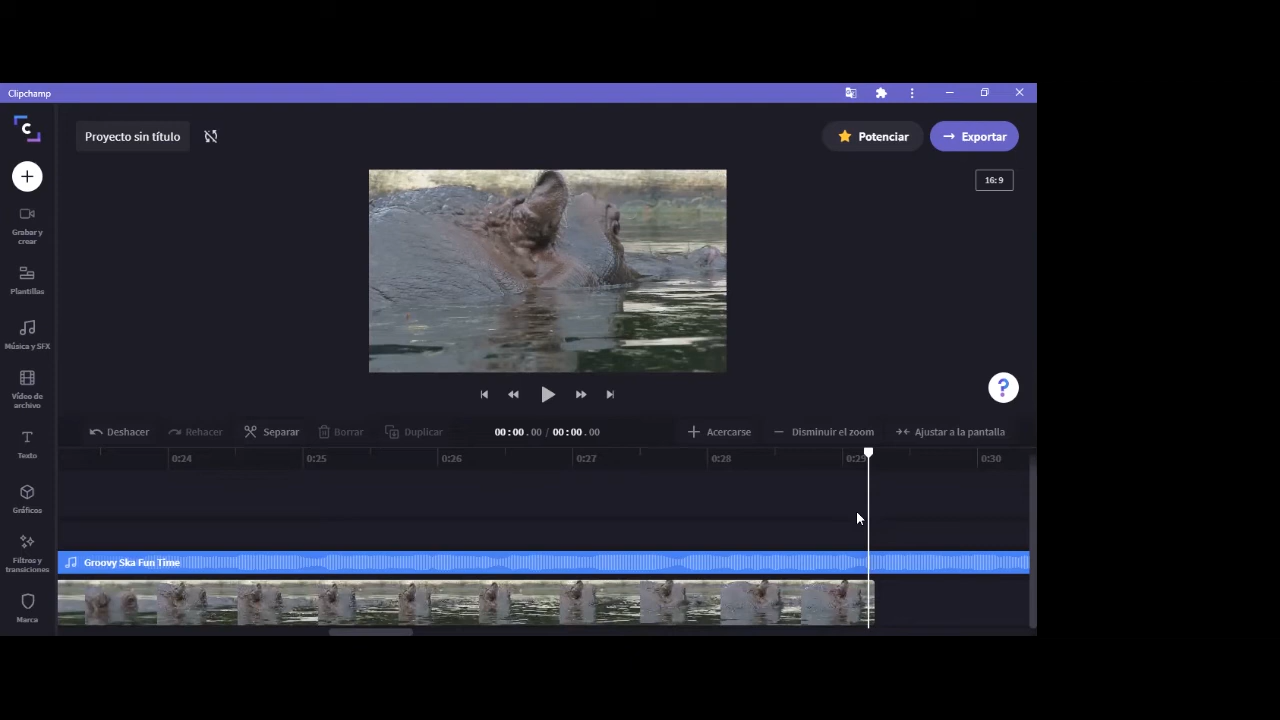 Clipchamp
Proyecto sin título
Potenciar
Exportar
16:9
Grabar y
crear
Plantillas
Música y SFX
Vídeo de
archivo
Texto
Gráficos
Filtros y
transiciones
Marca
?
Deshacer
Rehacer
Separar
Borrar
Duplicar
00:00.00 / 00:00.00
Acercarse
Disminuir el zoom
Ajustar a la pantalla
0:24
0:25
0:26
0:27
0:28
0:29
0:30
Groovy Ska Fun Time